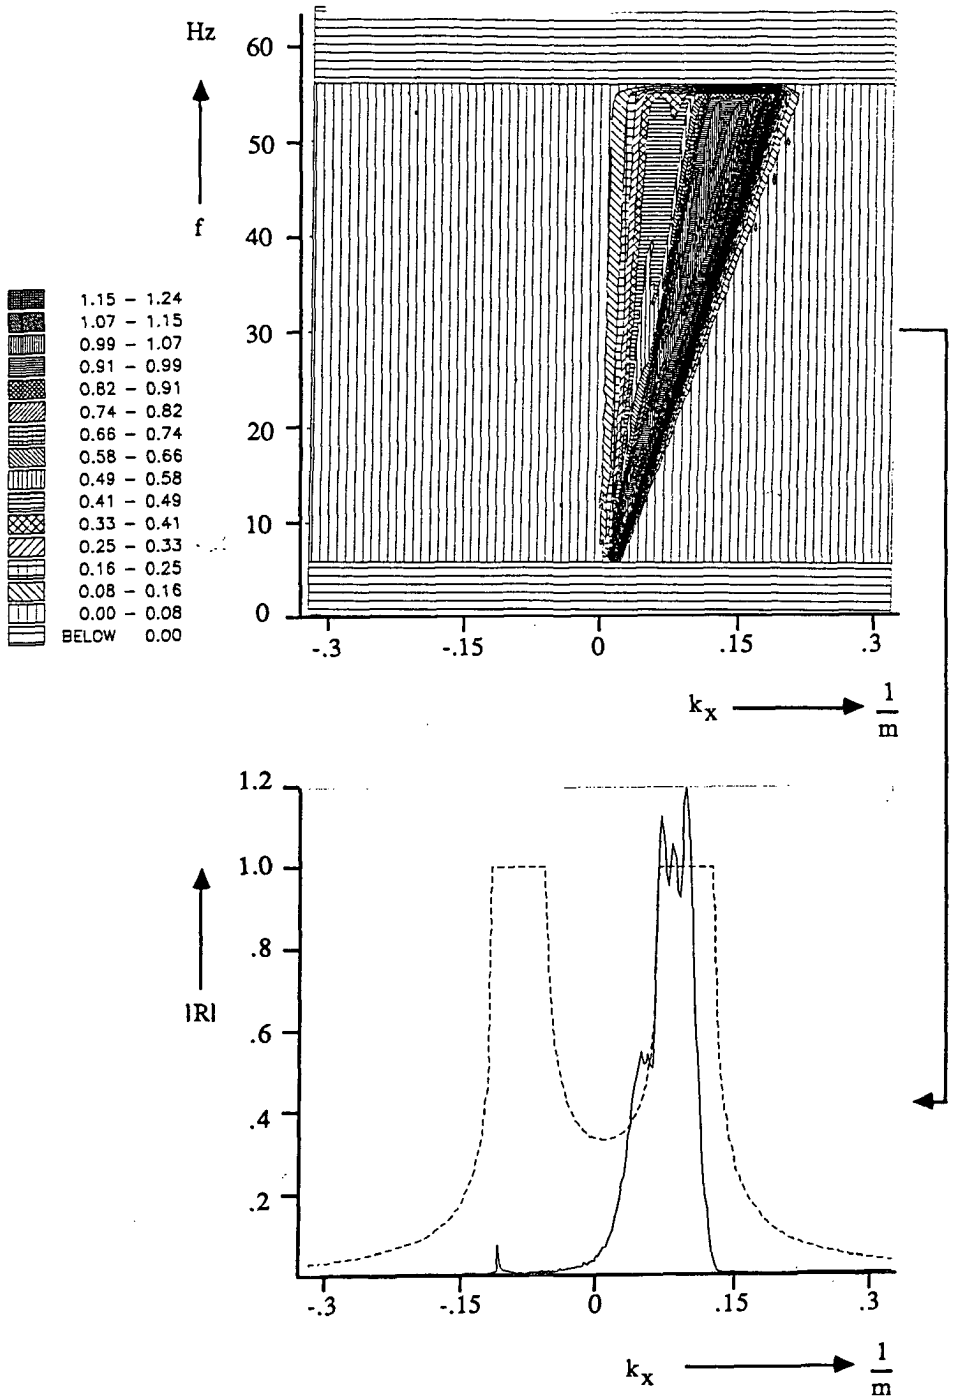 Hz
60
50
f
40
30
20
10
0
1.15 – 1.24
1.07 – 1.15
0.99 – 1.07
0.91 – 0.99
0.82 – 0.91
0.74 – 0.82
0.66 – 0.74
0.58 – 0.66
0.49 – 0.58
0.41 – 0.49
0.33 – 0.41
0.25 – 0.33
0.16 – 0.25
0.08 – 0.16
0.00 – 0.08
BELOW 0.00
-.3 -.15 0 .15 .3
kx 1/m
1.2
1.0
.8
|R|
.6
.4
.2
-.3 -.15 0 .15 .3
kx 1/m